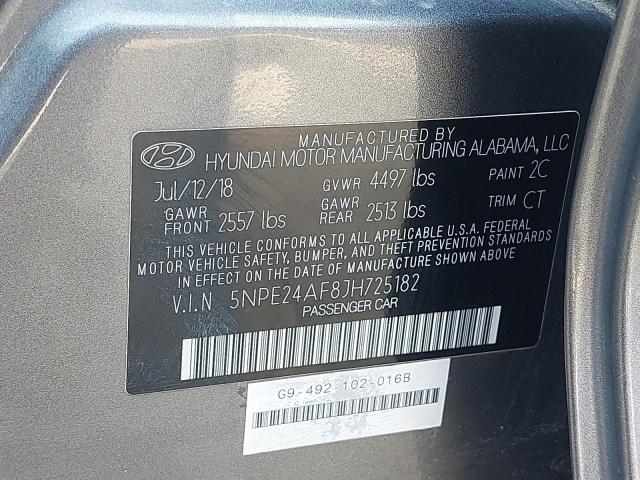 MANUFACTURED BY
HYUNDAI MOTOR MANUFACTURING ALABAMA, LLC
Jul/12/18 GVWR 4497 lbs PAINT 2C
GAWR FRONT 2557 lbs GAWR REAR 2513 lbs TRIM CT
THIS VEHICLE CONFORMS TO ALL APPLICABLE U.S.A. FEDERAL
MOTOR VEHICLE SAFETY, BUMPER, AND THEFT PREVENTION STANDARDS
IN EFFECT ON THE DATE OF MANUFACTURE SHOWN ABOVE
V.I.N 5NPE24AF8JH725182
PASSENGER CAR
G9-492-102-016B